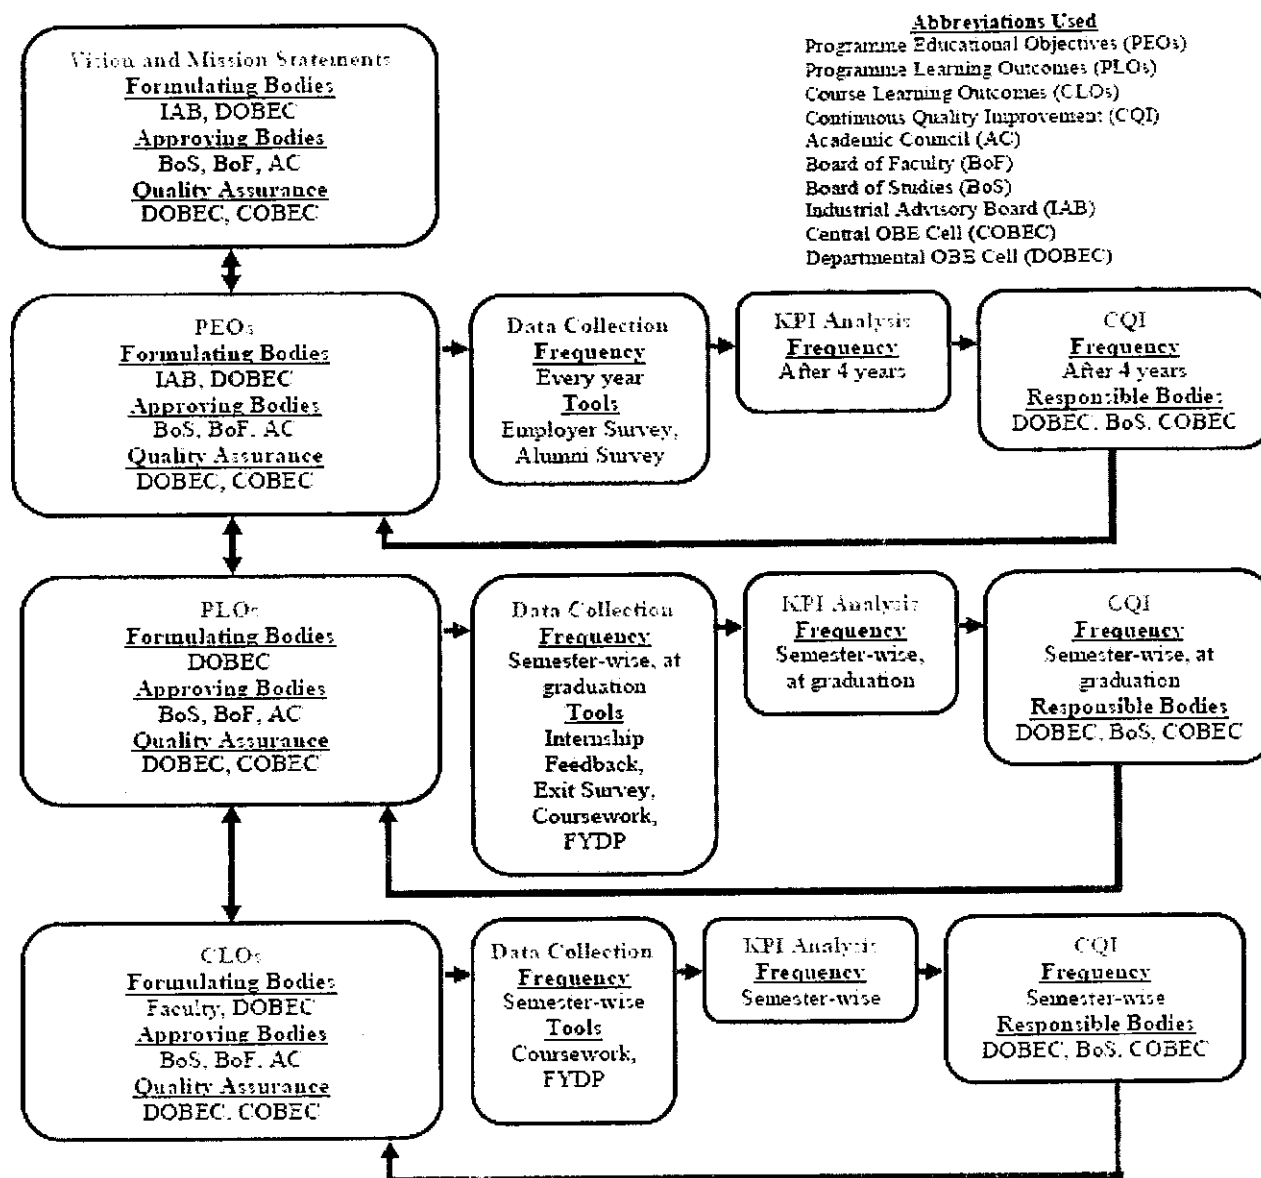 Vision and Mission Statements
Formulating Bodies
IAB, DOBEC
Approving Bodies
BoS, BoF, AC
Quality Assurance
DOBEC, COBEC
Abbreviations Used
Programme Educational Objectives (PEOs)
Programme Learning Outcomes (PLOs)
Course Learning Outcomes (CLOs)
Continuous Quality Improvement (CQI)
Academic Council (AC)
Board of Faculty (BoF)
Board of Studies (BoS)
Industrial Advisory Board (IAB)
Central OBE Cell (COBEC)
Departmental OBE Cell (DOBEC)
PEOs
Formulating Bodies
IAB, DOBEC
Approving Bodies
BoS, BoF, AC
Quality Assurance
DOBEC, COBEC
Data Collection
Frequency
Every year
Tools
Employer Survey,
Alumni Survey
KPI Analysis
Frequency
After 4 years
CQI
Frequency
After 4 years
Responsible Bodies
DOBEC, BoS, COBEC
PLOs
Formulating Bodies
DOBEC
Approving Bodies
BoS, BoF, AC
Quality Assurance
DOBEC, COBEC
Data Collection
Frequency
Semester-wise, at
graduation
Tools
Internship
Feedback,
Exit Survey,
Coursework,
FYDP
KPI Analysis
Frequency
Semester-wise,
at graduation
CQI
Frequency
Semester-wise, at
graduation
Responsible Bodies
DOBEC, BoS, COBEC
CLOs
Formulating Bodies
Faculty, DOBEC
Approving Bodies
BoS, BoF, AC
Quality Assurance
DOBEC, COBEC
Data Collection
Frequency
Semester-wise
Tools
Coursework,
FYDP
KPI Analysis
Frequency
Semester-wise
CQI
Frequency
Semester-wise
Responsible Bodies
DOBEC, BoS, COBEC